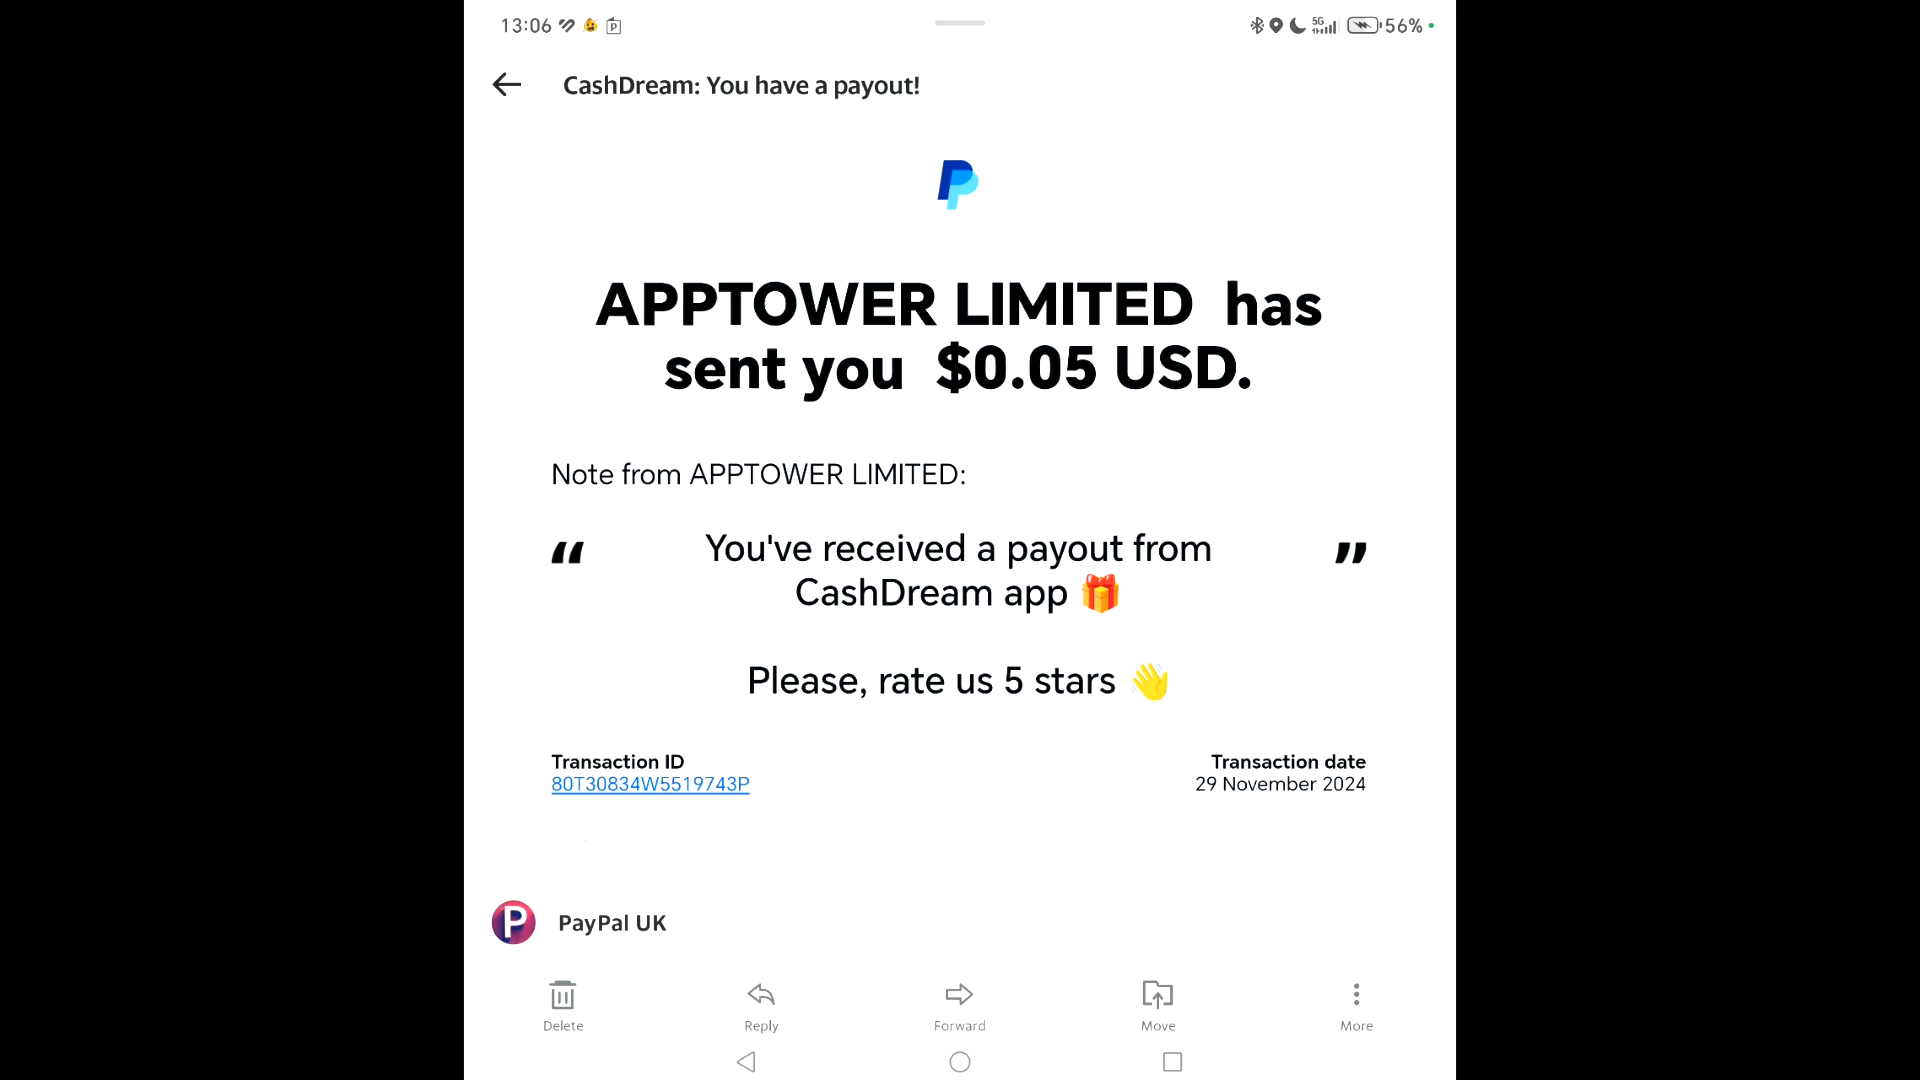 13:06 5G 56%
CashDream: You have a payout!
APPTOWER LIMITED has
sent you $0.05 USD.
Note from APPTOWER LIMITED:
“ You've received a payout from ”
CashDream app 🎁
Please, rate us 5 stars 👋
Transaction ID Transaction date
80T30834W5519743P 29 November 2024
P PayPal UK
Delete Reply Forward Move More